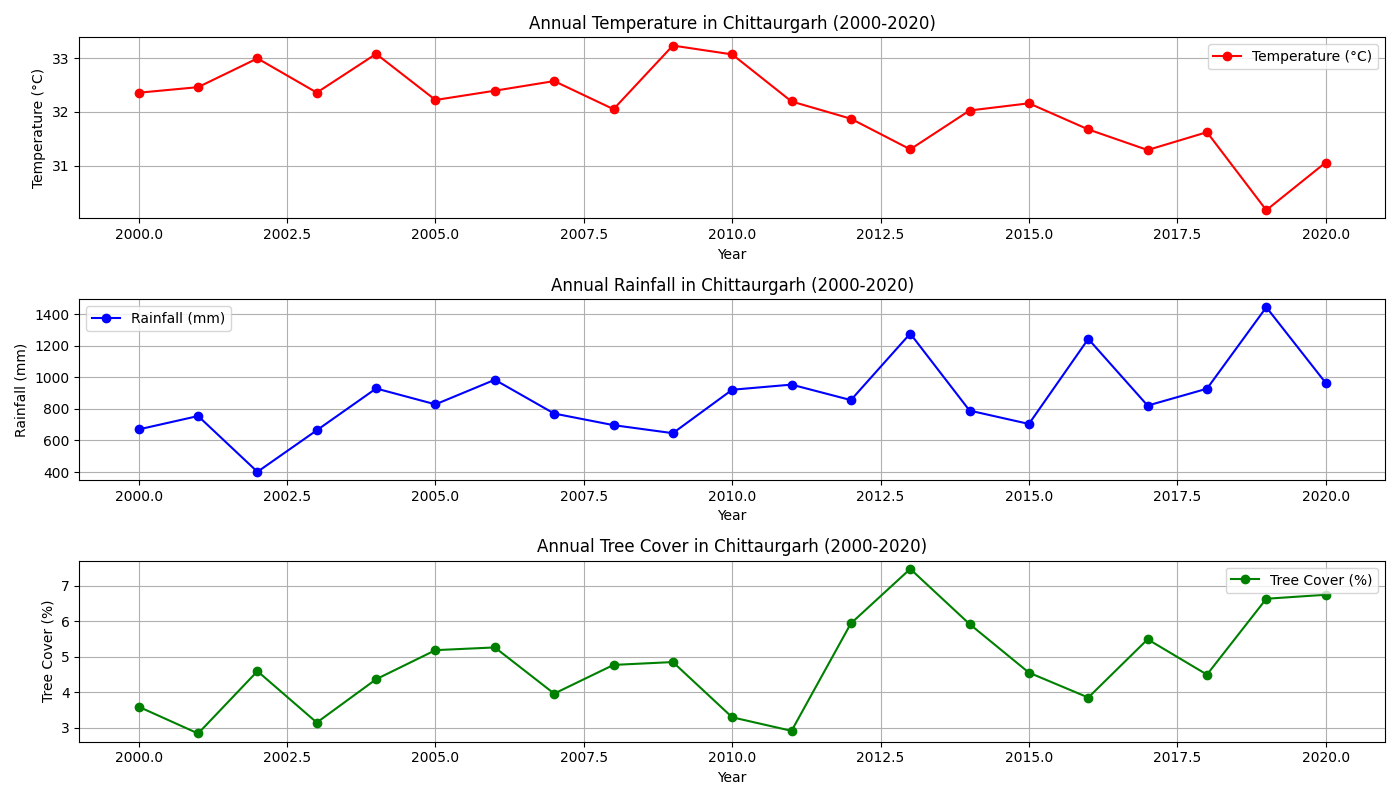 Annual Temperature in Chittaurgarh (2000-2020)
Temperature (°C)
Temperature (°C)
33
32
31
2000.0 2002.5 2005.0 2007.5 2010.0 2012.5 2015.0 2017.5 2020.0
Year
Annual Rainfall in Chittaurgarh (2000-2020)
Rainfall (mm)
Rainfall (mm)
1400
1200
1000
800
600
400
2000.0 2002.5 2005.0 2007.5 2010.0 2012.5 2015.0 2017.5 2020.0
Year
Annual Tree Cover in Chittaurgarh (2000-2020)
Tree Cover (%)
Tree Cover (%)
7
6
5
4
3
2000.0 2002.5 2005.0 2007.5 2010.0 2012.5 2015.0 2017.5 2020.0
Year